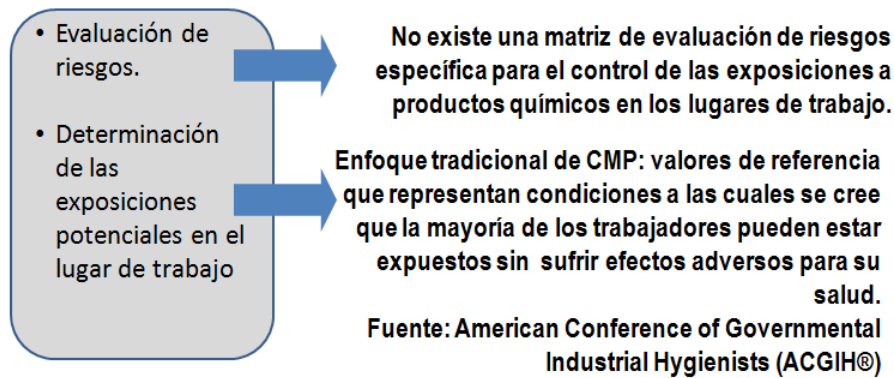 • Evaluación de
riesgos.
• Determinación
de las
exposiciones
potenciales en el
lugar de trabajo
No existe una matriz de evaluación de riesgos
específica para el control de las exposiciones a
productos químicos en los lugares de trabajo.
Enfoque tradicional de CMP: valores de referencia
que representan condiciones a las cuales se cree
que la mayoría de los trabajadores pueden estar
expuestos sin sufrir efectos adversos para su
salud.
Fuente: American Conference of Governmental
Industrial Hygienists (ACGIH®)